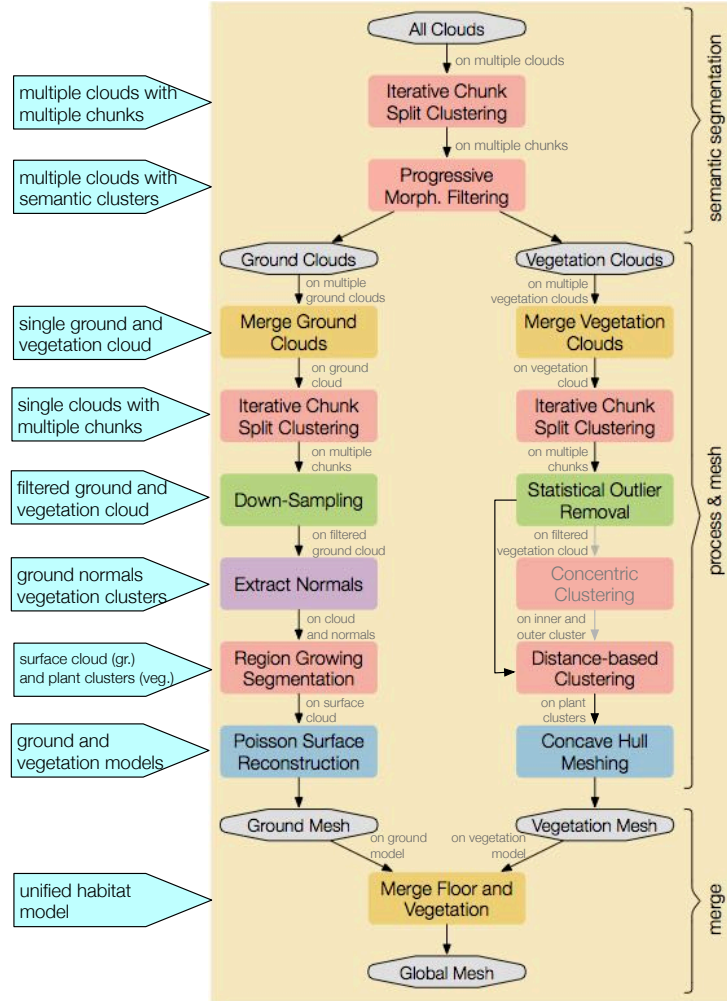 All Clouds
on multiple clouds
multiple clouds with
multiple chunks
Iterative Chunk
Split Clustering
on multiple chunks
multiple clouds with
semantic clusters
Progressive
Morph. Filtering
semantic segmentation
Ground Clouds
Vegetation Clouds
on multiple
ground clouds
on multiple
vegetation clouds
single ground and
vegetation cloud
Merge Ground
Clouds
Merge Vegetation
Clouds
on ground
cloud
on vegetation
cloud
single clouds with
multiple chunks
Iterative Chunk
Split Clustering
Iterative Chunk
Split Clustering
on multiple
chunks
on multiple
chunks
filtered ground and
vegetation cloud
Down-Sampling
Statistical Outlier
Removal
on filtered
ground cloud
on filtered
vegetation cloud
ground normals
vegetation clusters
Extract Normals
Concentric
Clustering
on cloud
and normals
on inner and
outer cluster
surface cloud (gr.)
and plant clusters (veg.)
Region Growing
Segmentation
Distance-based
Clustering
on surface
cloud
on plant
clusters
ground and
vegetation models
Poisson Surface
Reconstruction
Concave Hull
Meshing
process & mesh
Ground Mesh
Vegetation Mesh
on ground
model
on vegetation
model
unified habitat
model
Merge Floor and
Vegetation
Global Mesh
merge